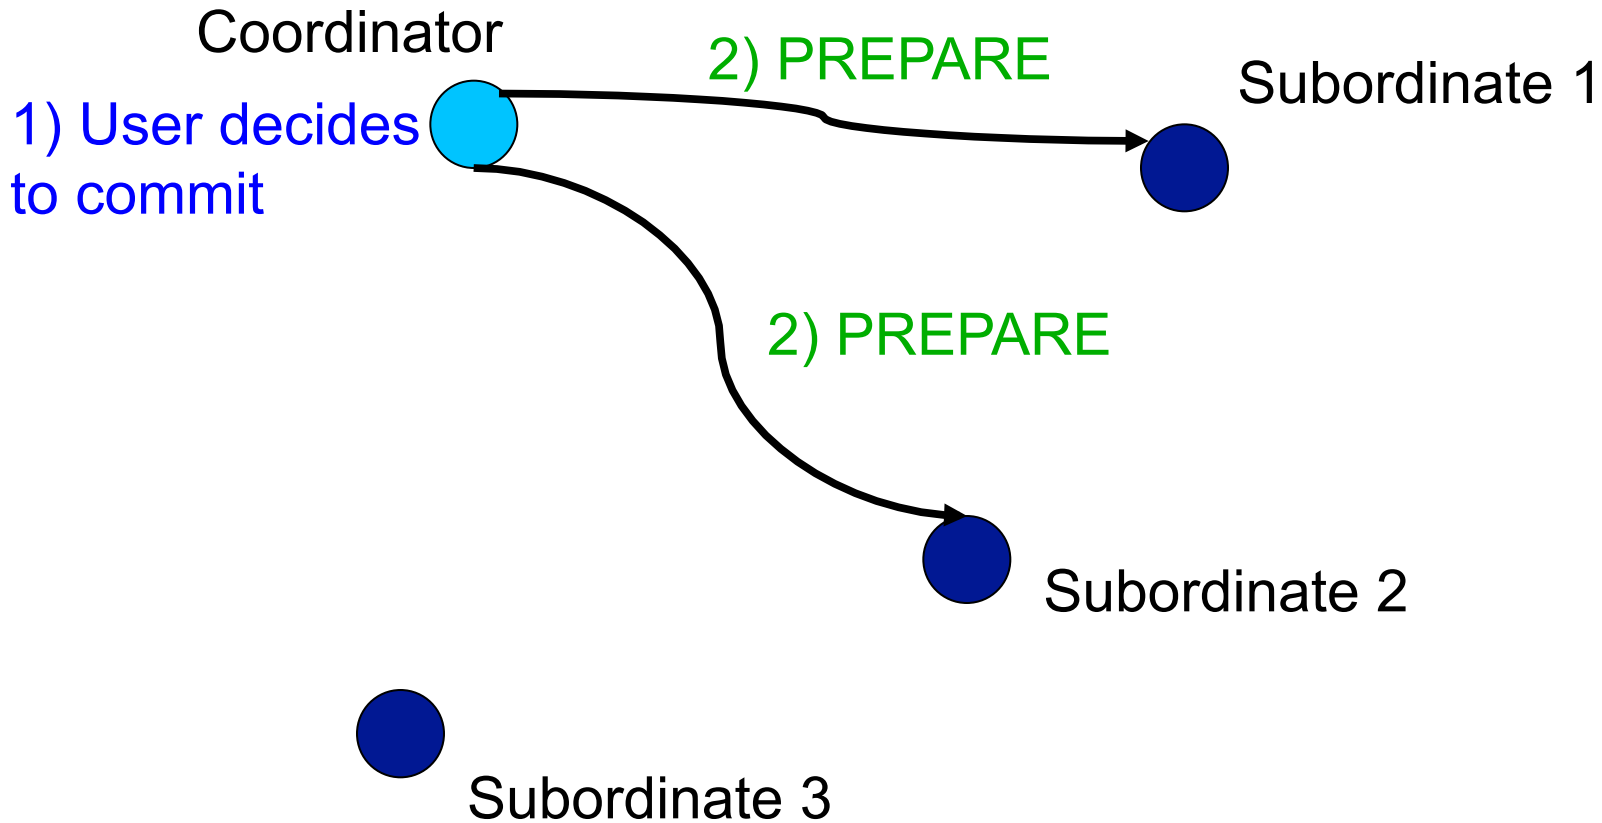 Coordinator
2) PREPARE
Subordinate 1
1) User decides
to commit
2) PREPARE
Subordinate 2
Subordinate 3